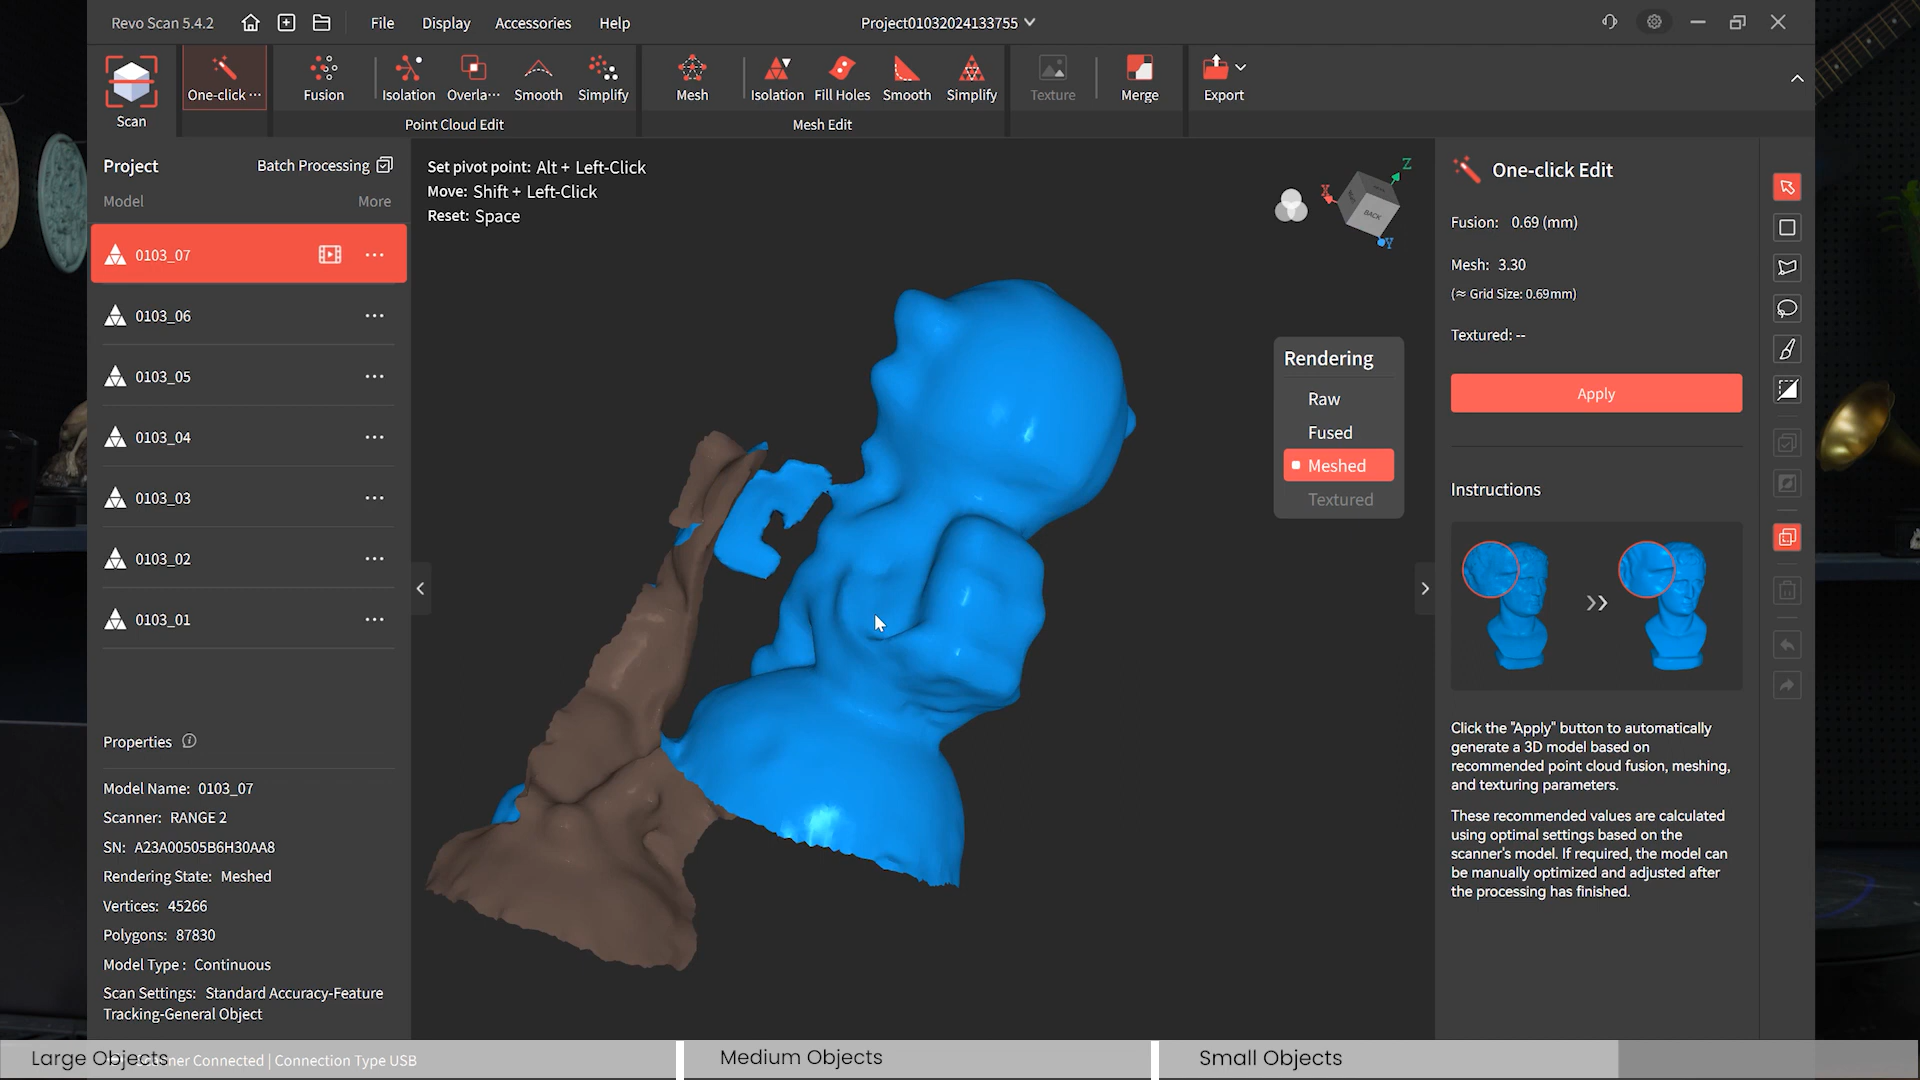 Revo Scan 5.4.2
File
Display
Accessories
Help
Project01032024133755
Scan
One-click ···
Fusion
Isolation
Overla···
Smooth
Simplify
Point Cloud Edit
Mesh
Isolation
Fill Holes
Smooth
Simplify
Mesh Edit
Texture
Merge
Export
Project
Batch Processing
Model
More
0103_07
0103_06
0103_05
0103_04
0103_03
0103_02
0103_01
Properties
Model Name: 0103_07
Scanner: RANGE 2
SN: A23A00505B6H30AA8
Rendering State: Meshed
Vertices: 45266
Polygons: 87830
Model Type : Continuous
Scan Settings: Standard Accuracy-Feature
Tracking-General Object
Set pivot point: Alt + Left-Click
Move: Shift + Left-Click
Reset: Space
X
Z
Y
BACK
Rendering
Raw
Fused
Meshed
Textured
One-click Edit
Fusion: 0.69 (mm)
Mesh: 3.30
(≈ Grid Size: 0.69mm)
Textured: --
Apply
Instructions
Click the "Apply" button to automatically
generate a 3D model based on
recommended point cloud fusion, meshing,
and texturing parameters.
These recommended values are calculated
using optimal settings based on the
scanner's model. If required, the model can
be manually optimized and adjusted after
the processing has finished.
Connected | Connection Type USB
Large Objects
Medium Objects
Small Objects